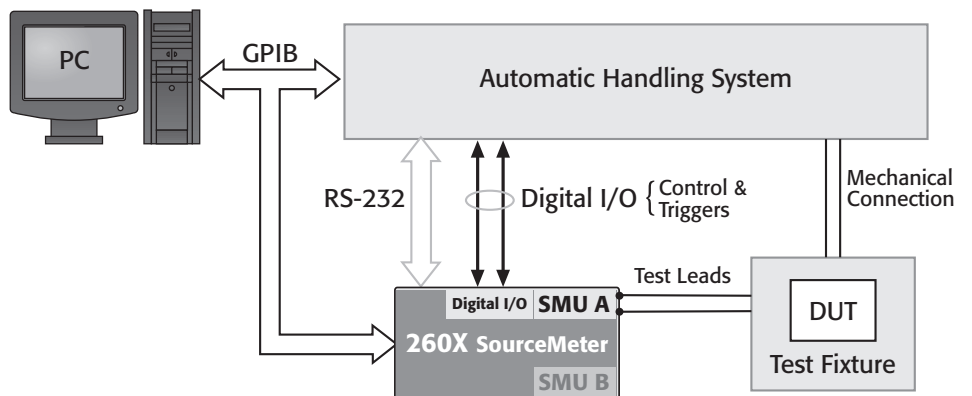 PC
GPIB
Automatic Handling System
RS-232
Digital I/O { Control &
Triggers
Mechanical
Connection
Test Leads
Digital I/O SMU A
260X SourceMeter
SMU B
DUT
Test Fixture